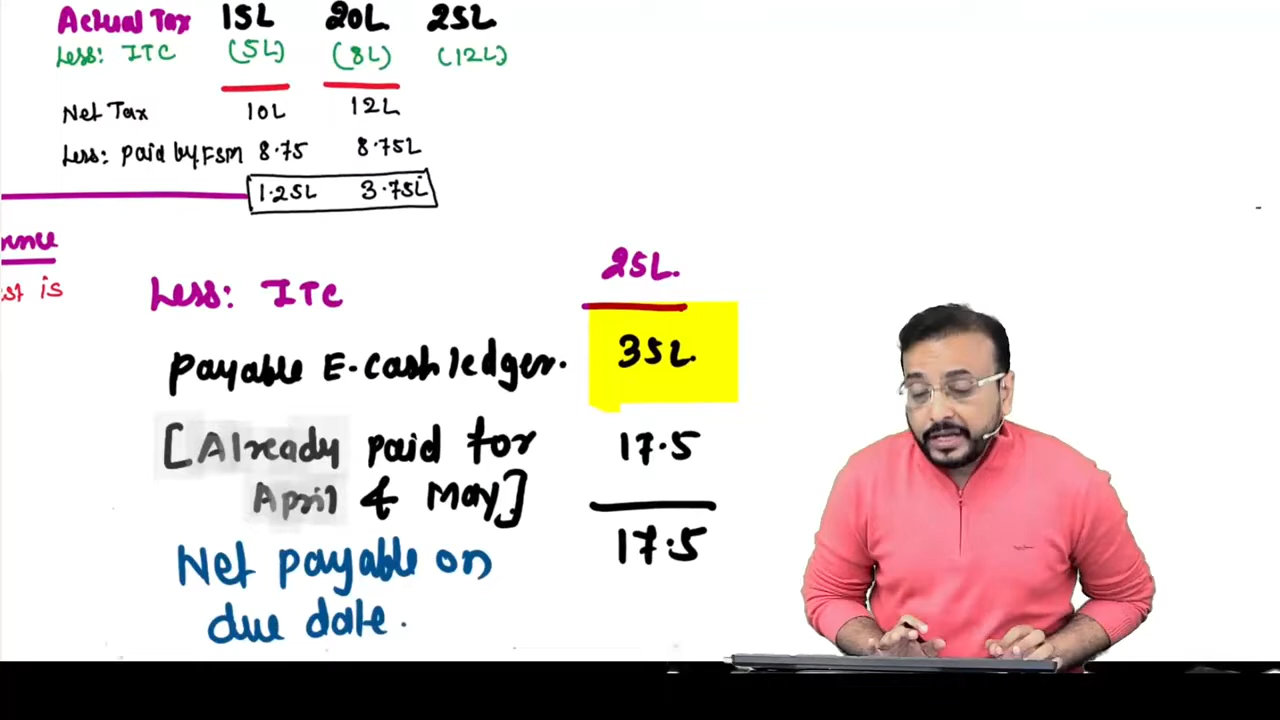 Actual Tax 15L 20L. 25L
Less: ITC (5L) (8L) (12L)
Net Tax 10L 12L
Less: Paid by FSM 8.75 8.75L
1.25L 3.75L
st is
25L.
Less: ITC
Payable E-cash ledger. 35L.
[Already paid for 17.5
April & May]
Net payable on 17.5
due date.